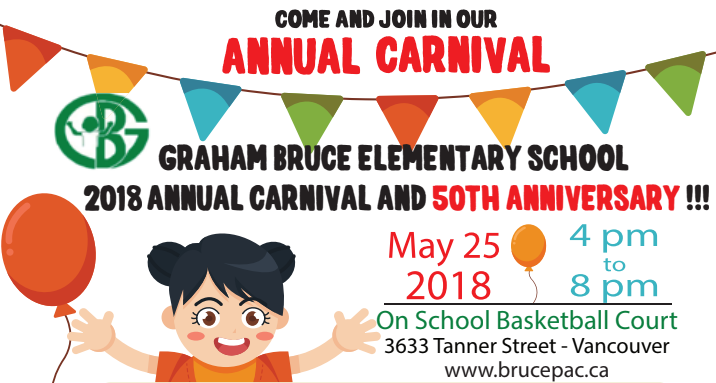 COME AND JOIN IN OUR
ANNUAL CARNIVAL
GB
GRAHAM BRUCE ELEMENTARY SCHOOL
2018 ANNUAL CARNIVAL AND 50TH ANNIVERSARY !!!
May 25
2018
4 pm
to
8 pm
On School Basketball Court
3633 Tanner Street - Vancouver
www.brucepac.ca